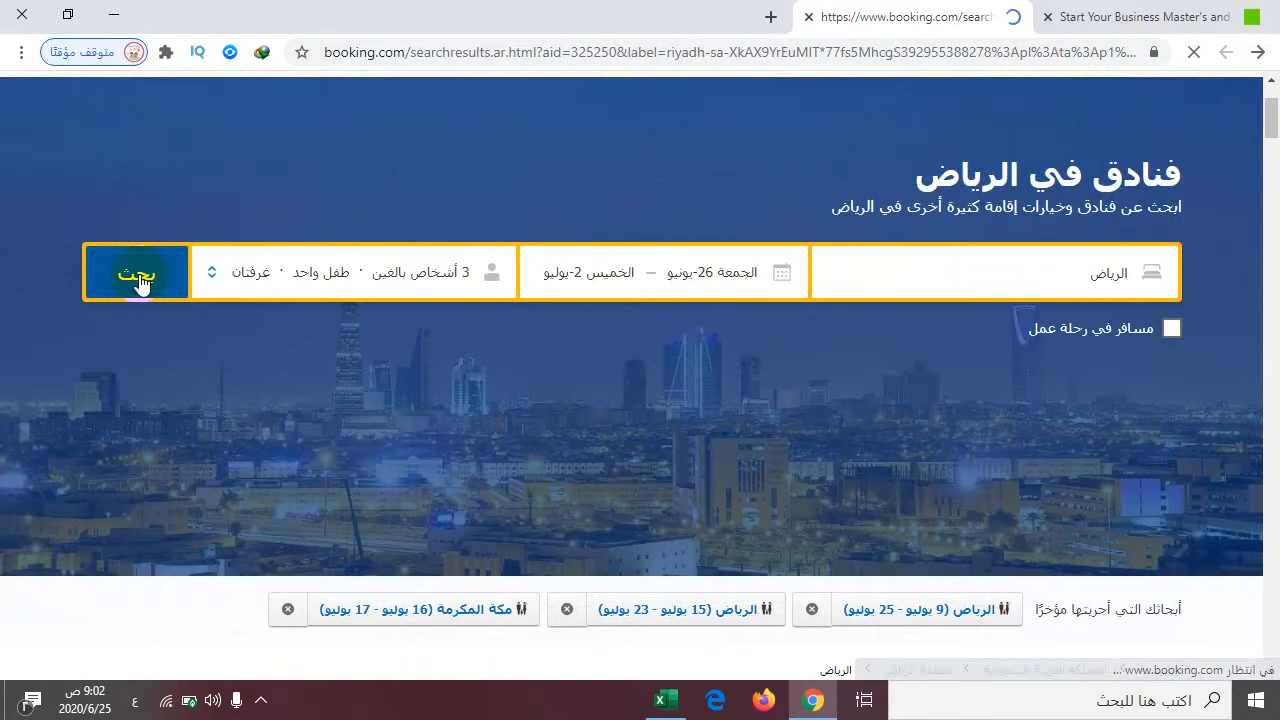 https://www.booking.com/search
Start Your Business Master's and
متوقف مؤقتًا
booking.com/searchresults.ar.html?aid=325250&label=riyadh-sa-XkAX9YrEuMIT*7fs5MhcgS392955388278%3Apl%3Ata%3Ap1%...
فنادق في الرياض
ابحث عن فنادق وخيارات إقامة كثيرة أخرى في الرياض
الرياض
الجمعة 26-يونيو — الخميس 2-يوليو
3 أشخاص بالغين · طفل واحد · غرفتان
بحث
مسافر في رحلة عمل
أبحاثك التي أجريتها مؤخرًا
الرياض (9 يوليو - 25 يوليو)
الرياض (15 يوليو - 23 يوليو)
مكة المكرمة (16 يوليو - 17 يوليو)
الرياض
في انتظار www.booking.com ...
اكتب هنا للبحث
ع
9:02 ص
2020/6/25